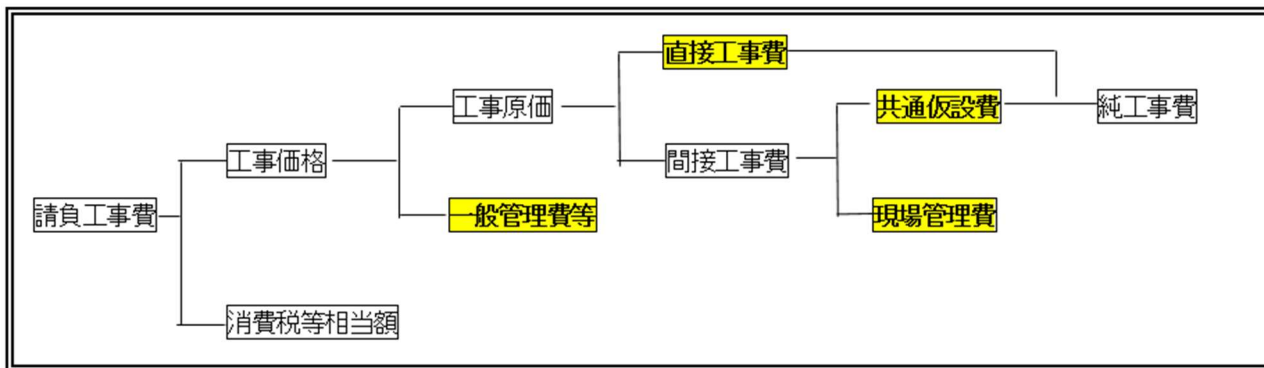 直接工事費
工事原価
共通仮設費
純工事費
工事価格
間接工事費
請負工事費
一般管理費等
現場管理費
消費税等相当額